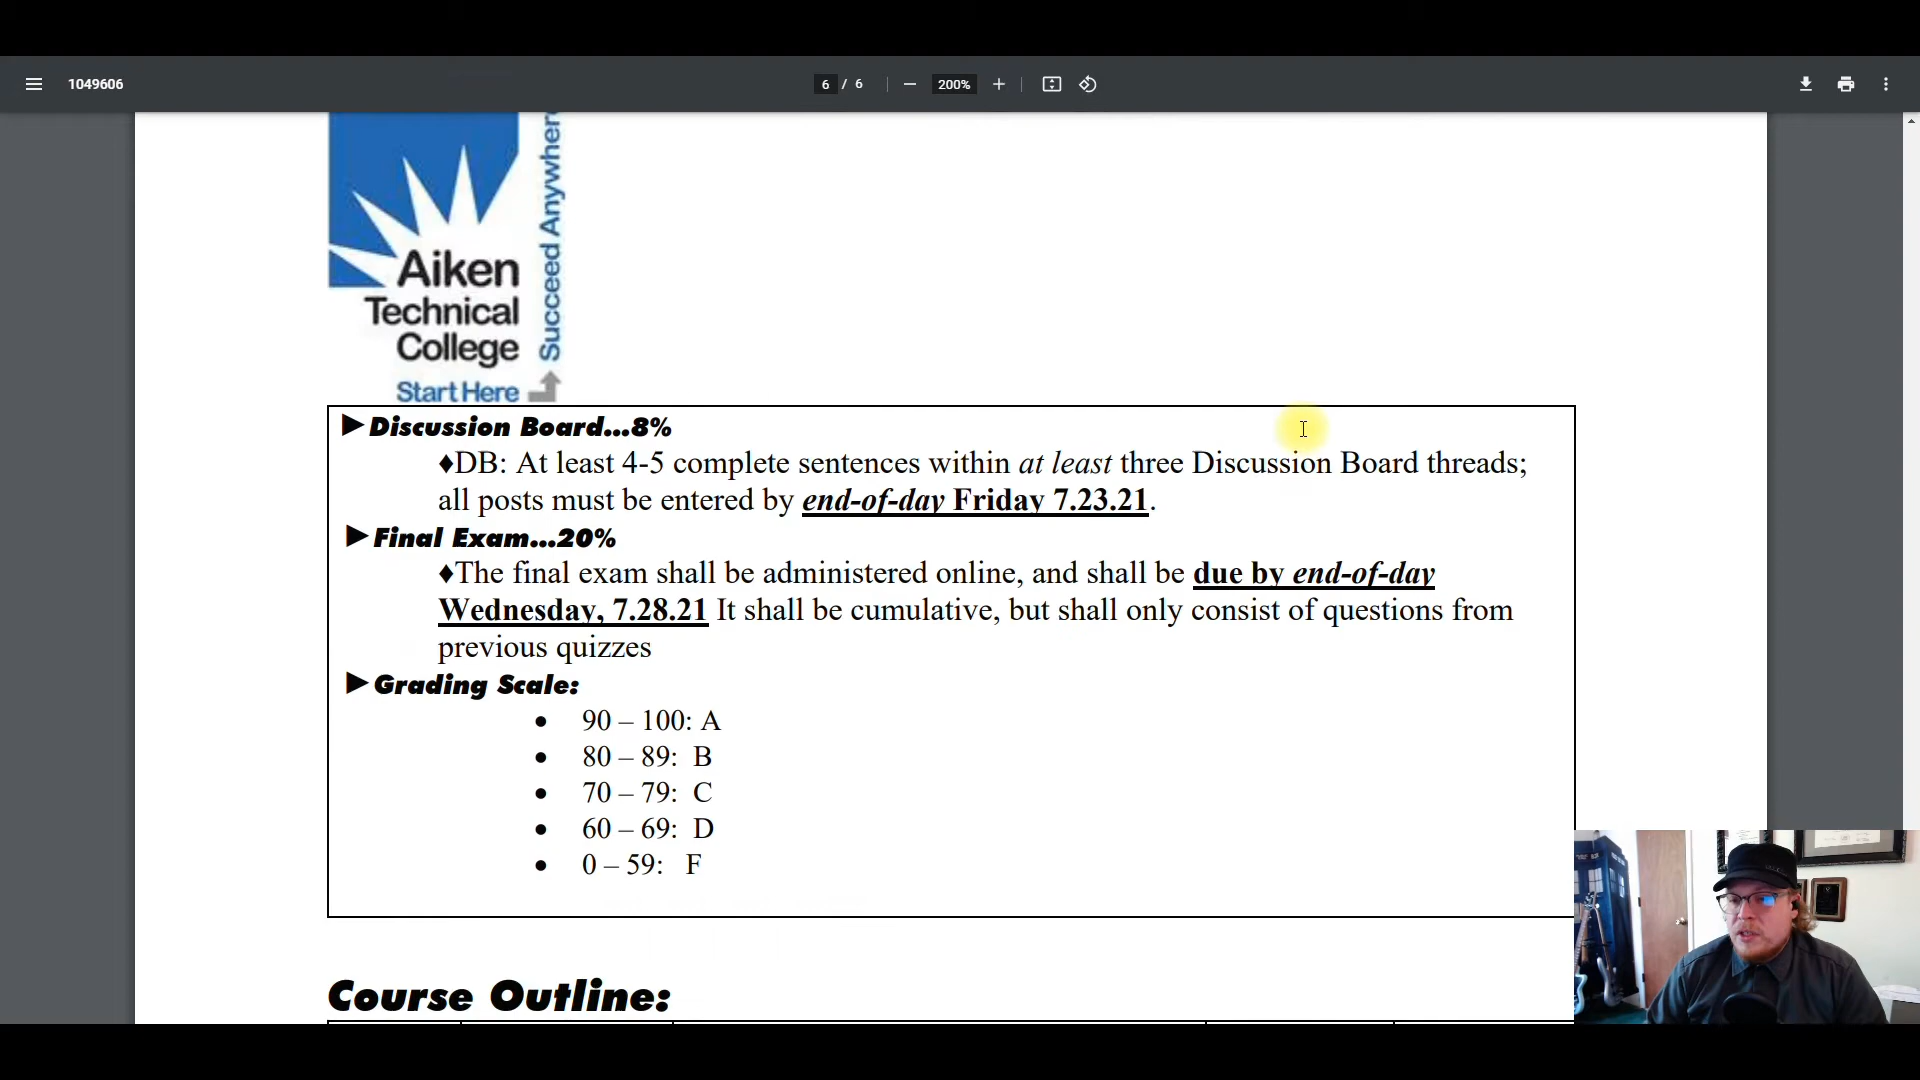 1049606
6 / 6
200%
Aiken
Technical
College
Start Here
Succeed Anywhere
►Discussion Board...8%
♦DB: At least 4-5 complete sentences within at least three Discussion Board threads;
all posts must be entered by end-of-day Friday 7.23.21.
►Final Exam...20%
♦The final exam shall be administered online, and shall be due by end-of-day
Wednesday, 7.28.21 It shall be cumulative, but shall only consist of questions from
previous quizzes
►Grading Scale:
• 90 – 100: A
• 80 – 89: B
• 70 – 79: C
• 60 – 69: D
• 0 – 59: F
Course Outline: